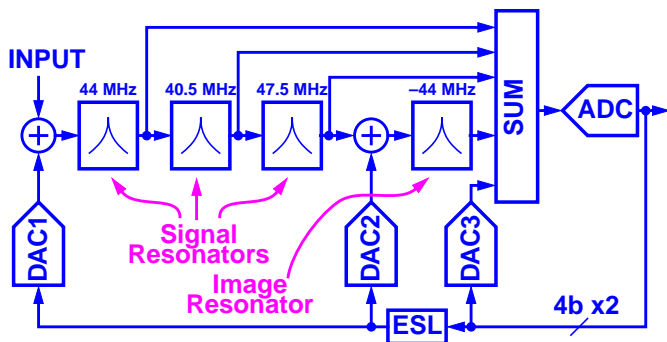 INPUT
44 MHz
40.5 MHz
47.5 MHz
–44 MHz
SUM
ADC
DAC1
Signal
Resonators
Image
Resonator
DAC2
DAC3
ESL
4b x2